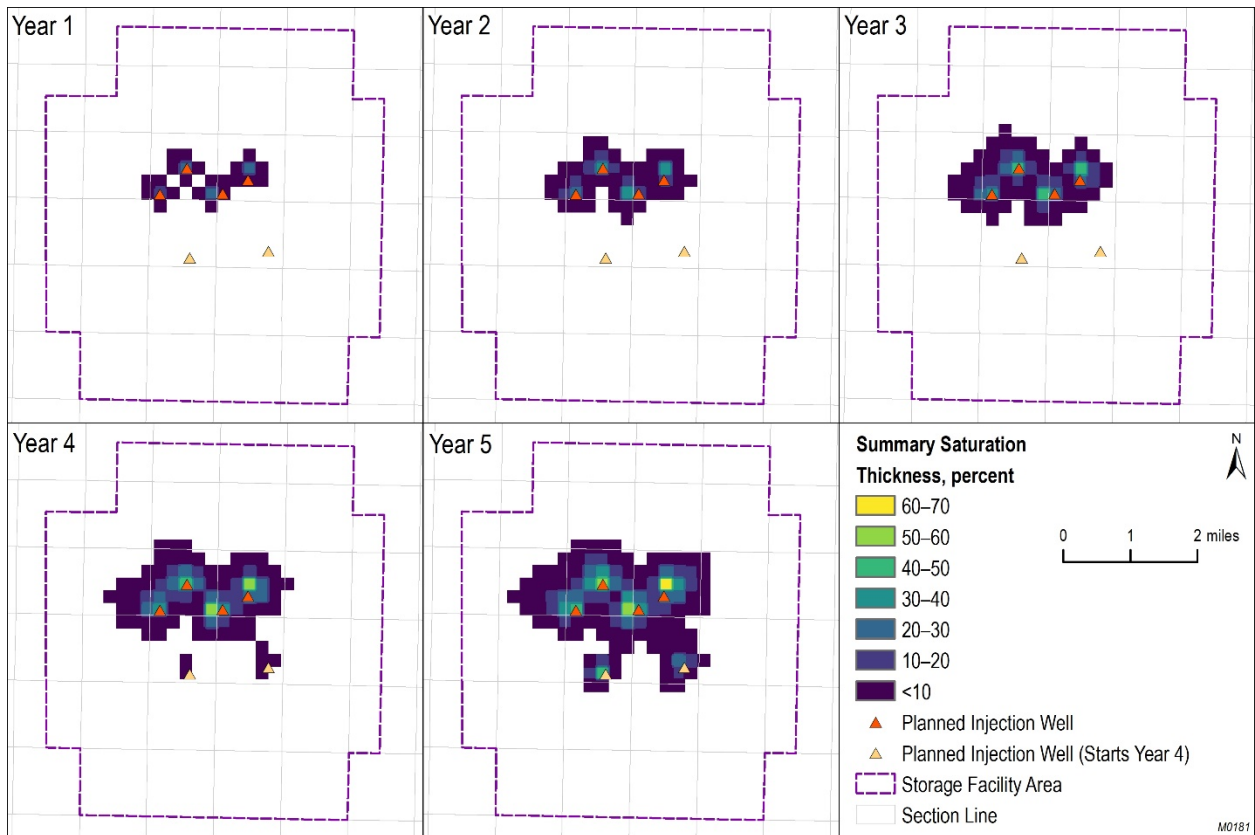 Year 1
Year 2
Year 3
Year 4
Year 5
Summary Saturation
Thickness, percent
60–70
50–60
40–50
30–40
20–30
10–20
<10
Planned Injection Well
Planned Injection Well (Starts Year 4)
Storage Facility Area
Section Line
N
0 1 2 miles
M0181